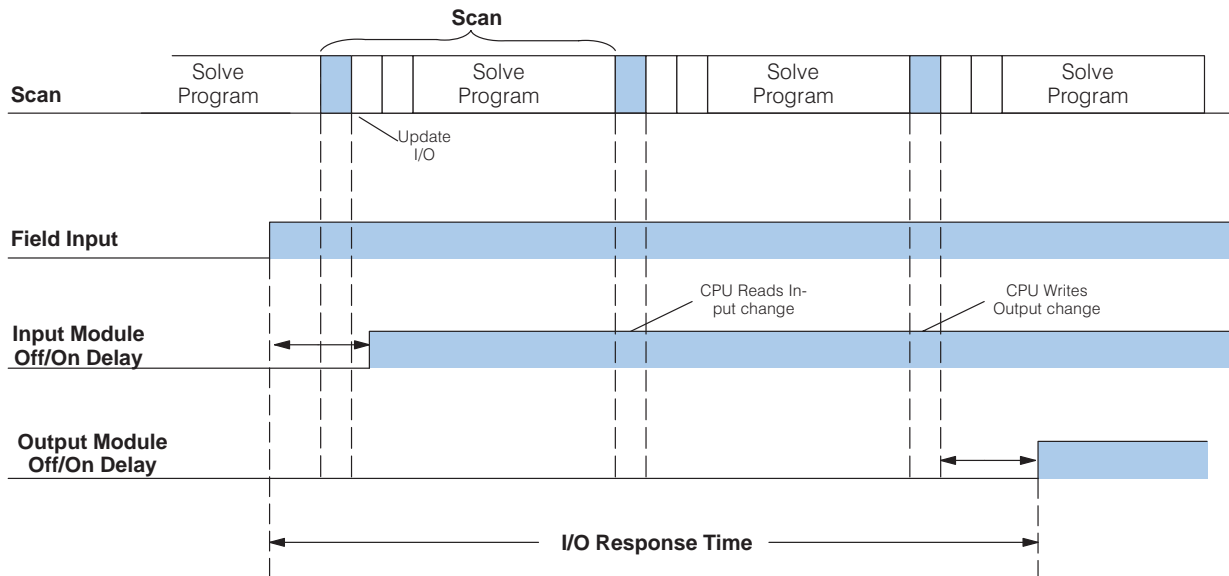 Scan
Solve
Program
Solve
Program
Solve
Program
Solve
Program
Scan
Update
I/O
Field Input
CPU Reads In-
put change
CPU Writes
Output change
Input Module
Off/On Delay
Output Module
Off/On Delay
I/O Response Time